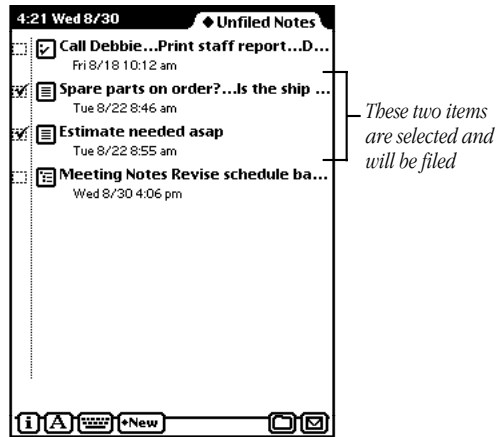 4:21 Wed 8/30
◆ Unfiled Notes
Call Debbie...Print staff report...D...
Fri 8/18 10:12 am
Spare parts on order?...Is the ship ...
Tue 8/22 8:46 am
Estimate needed asap
Tue 8/22 8:55 am
Meeting Notes Revise schedule ba...
Wed 8/30 4:06 pm
These two items
are selected and
will be filed
i A ◆New